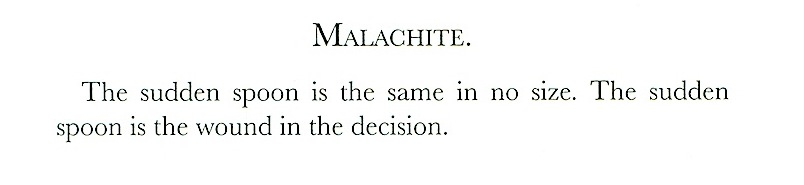 MALACHITE.
The sudden spoon is the same in no size. The sudden
spoon is the wound in the decision.